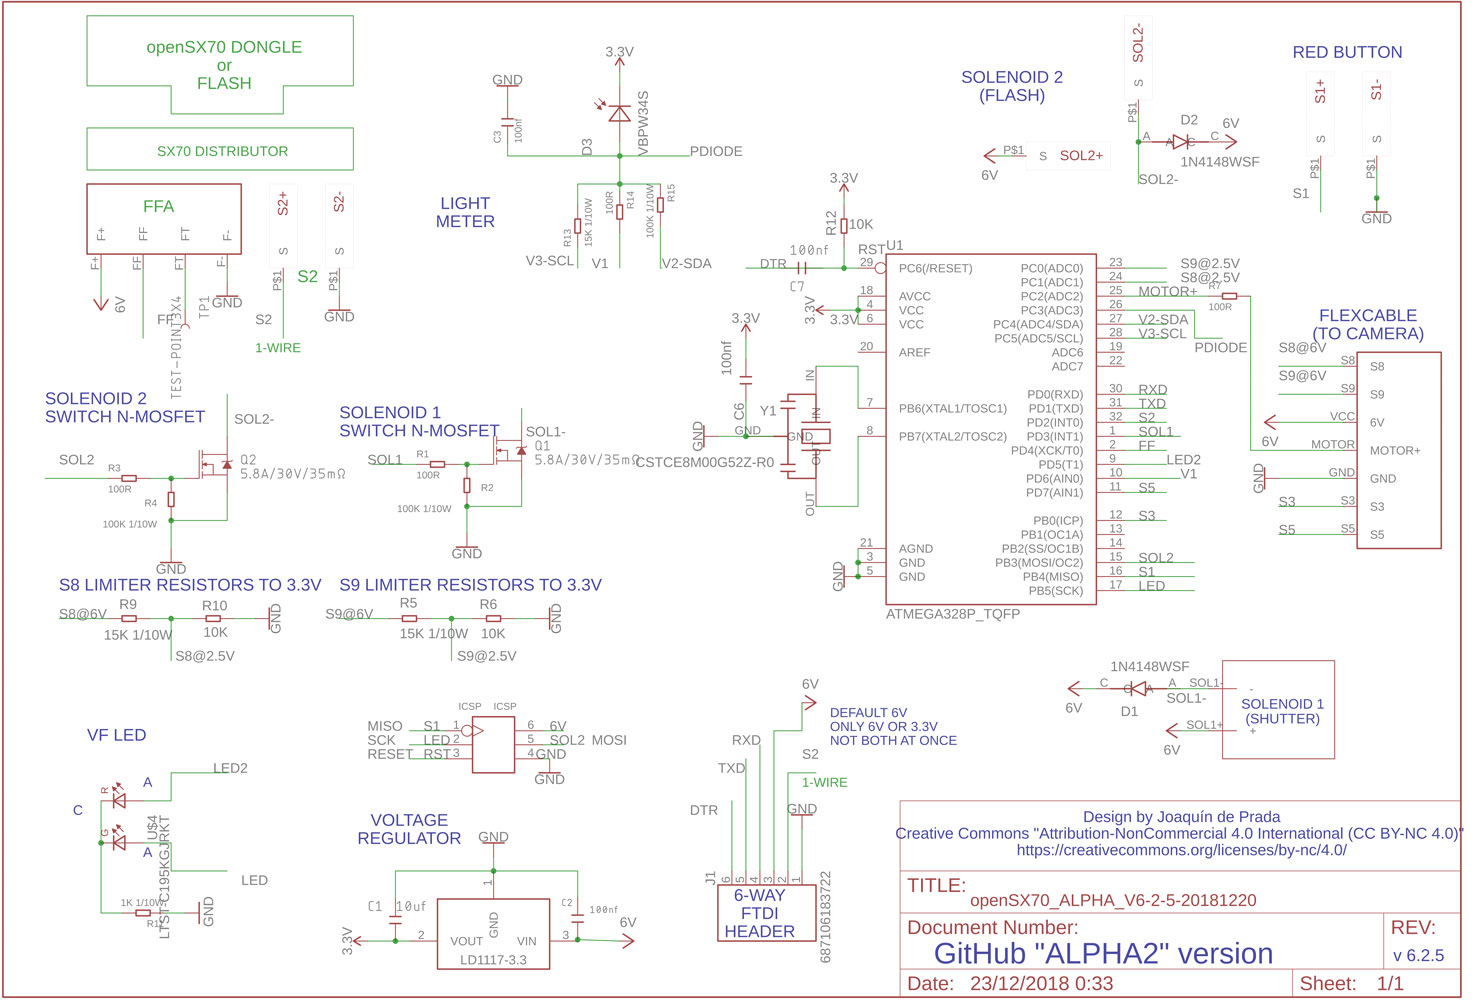 openSX70 DONGLE
or
FLASH
SX70 DISTRIBUTOR
FFA
F+
FF
FT
F-
F+
FF
FT
F-
6V
FF
TEST-POINT3X4
TP1
GND
S2+
S
P$1
S2
1-WIRE
S2-
S
P$1
S2
GND
GND
C3
100nf
3.3V
D3
VBPW34S
PDIODE
LIGHT
METER
R13
15K 1/10W
100R
R14
100K 1/10W
R15
V3-SCL
V1
V2-SDA
SOLENOID 2
(FLASH)
SOL2-
S
P$1
D2
A
A
C
C
6V
1N4148WSF
SOL2-
6V
P$1
S
SOL2+
RED BUTTON
S1+
S
P$1
S1
S1-
S
P$1
GND
3.3V
R12
10K
100nf
DTR
C7
RST
U1
29
PC6(/RESET)
18
AVCC
4
VCC
6
VCC
3.3V
3.3V
20
AREF
7
PB6(XTAL1/TOSC1)
8
PB7(XTAL2/TOSC2)
21
AGND
3
GND
5
GND
GND
PC0(ADC0)
23
S9@2.5V
PC1(ADC1)
24
S8@2.5V
PC2(ADC2)
25
MOTOR+
R7
100R
PC3(ADC3)
26
PC4(ADC4/SDA)
27
V2-SDA
PC5(ADC5/SCL)
28
V3-SCL
PDIODE
ADC6
19
ADC7
22
PD0(RXD)
30
RXD
PD1(TXD)
31
TXD
PD2(INT0)
32
S2
PD3(INT1)
1
SOL1
PD4(XCK/T0)
2
FF
PD5(T1)
9
LED2
PD6(AIN0)
10
V1
PD7(AIN1)
11
S5
PB0(ICP)
12
S3
PB1(OC1A)
13
PB2(SS/OC1B)
14
PB3(MOSI/OC2)
15
SOL2
PB4(MISO)
16
S1
PB5(SCK)
17
LED
ATMEGA328P_TQFP
3.3V
100nf
C6
GND
GND
GND
Y1
IN
IN
OUT
OUT
CSTCE8M00G52Z-R0
FLEXCABLE
(TO CAMERA)
S8@6V
S8
S8
S9@6V
S9
S9
VCC
6V
6V
MOTOR
MOTOR+
GND
GND
GND
S3
S3
S3
S5
S5
S5
SOLENOID 2
SWITCH N-MOSFET
SOL2-
SOL2
R3
100R
Q2
5.8A/30V/35mΩ
R4
100K 1/10W
GND
SOLENOID 1
SWITCH N-MOSFET
SOL1-
SOL1
R1
100R
Q1
5.8A/30V/35mΩ
R2
100K 1/10W
GND
S8 LIMITER RESISTORS TO 3.3V
S8@6V
R9
15K 1/10W
R10
10K
GND
S8@2.5V
S9 LIMITER RESISTORS TO 3.3V
S9@6V
R5
15K 1/10W
R6
10K
GND
S9@2.5V
1N4148WSF
6V
C
C
A
A
D1
SOL1-
SOL1-
SOL1+
6V
-
SOLENOID 1
(SHUTTER)
+
VF LED
LED2
A
R
C
G
U$4
A
LTST-C195KGJRKT
LED
1K 1/10W
GND
ICSP
ICSP
MISO
S1
1
6
6V
SCK
LED
2
5
SOL2
MOSI
RESET
RST
3
4
GND
GND
VOLTAGE
REGULATOR
GND
1
C1
10uf
C2
100nf
3.3V
2
VOUT
GND
VIN
3
6V
LD1117-3.3
6V
DEFAULT 6V
ONLY 6V OR 3.3V
NOT BOTH AT ONCE
RXD
TXD
DTR
S2
1-WIRE
GND
J1
6
5
4
3
2
1
6-WAY
FTDI
HEADER
687106183722
Design by Joaquín de Prada
Creative Commons "Attribution-NonCommercial 4.0 International (CC BY-NC 4.0)"
https://creativecommons.org/licenses/by-nc/4.0/
TITLE:
openSX70_ALPHA_V6-2-5-20181220
Document Number:
GitHub "ALPHA2" version
REV:
v 6.2.5
Date: 23/12/2018 0:33
Sheet: 1/1